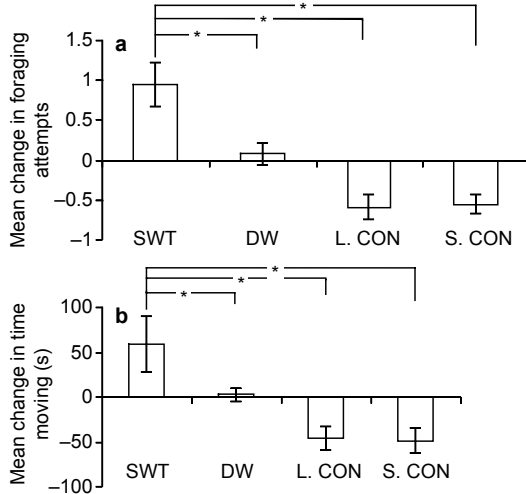 a
*
*
*
Mean change in foraging
attempts
1.5
1
0.5
0
–0.5
–1
SWT DW L. CON S. CON
b
*
*
*
Mean change in time
moving (s)
100
50
0
–50
–100
SWT DW L. CON S. CON